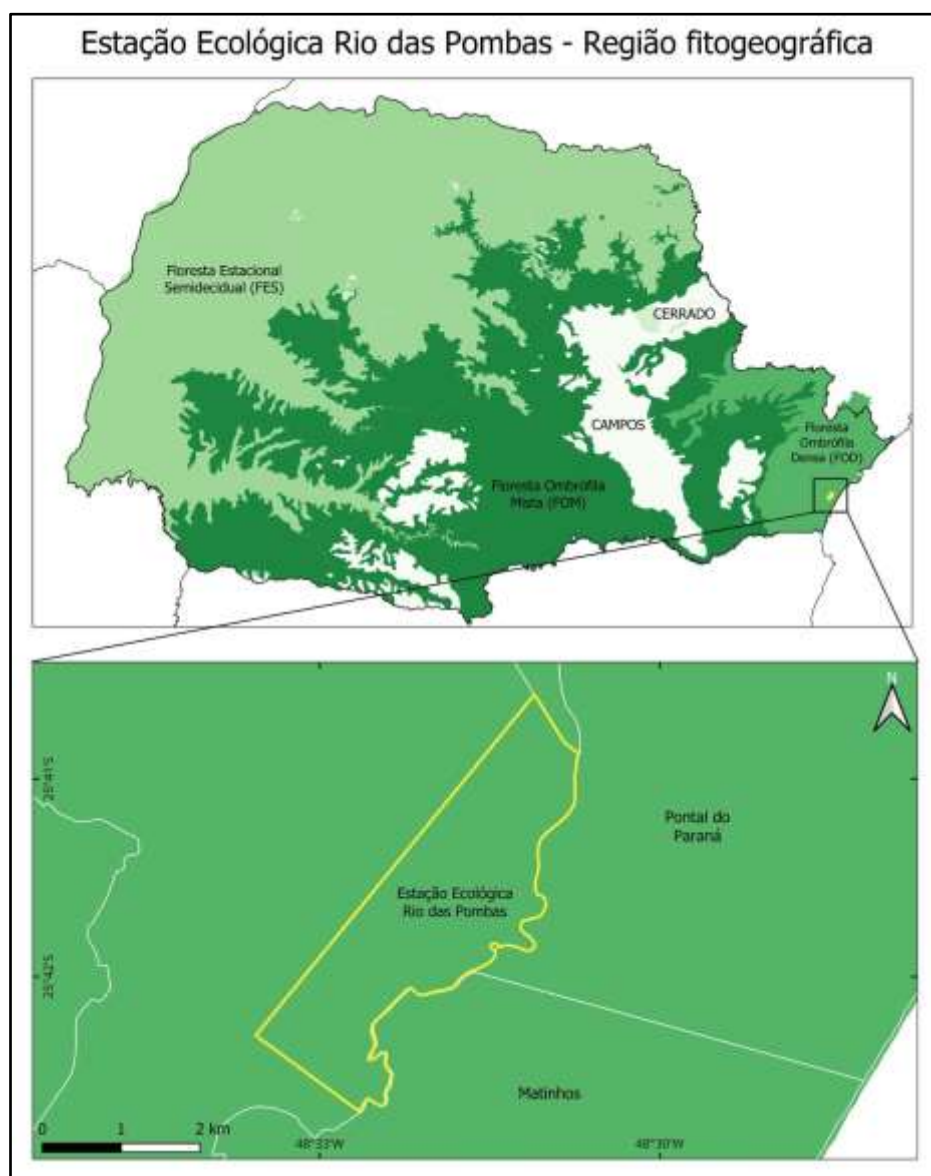 Estação Ecológica Rio das Pombas - Região fitogeográfica
Floresta Estacional
Semidecidual (FES)
CERRADO
CAMPOS
Floresta
Ombrófila
Densa (FOD)
Floresta Ombrófila
Mista (FOM)
N
25°41'S
Pontal do
Paraná
Estação Ecológica
Rio das Pombas
25°42'S
Matinhos
0 1 2 km
48°33'W
48°30'W